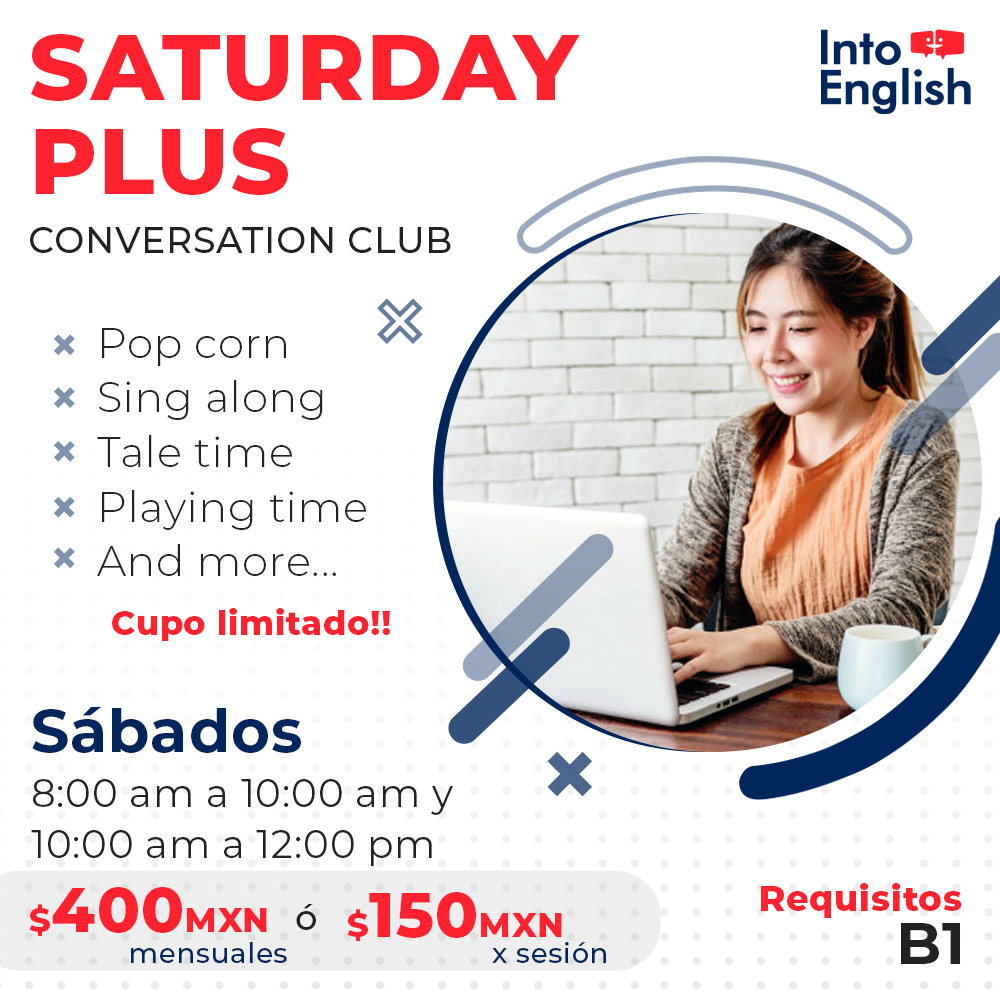 SATURDAY
PLUS
CONVERSATION CLUB
Into
English
Pop corn
Sing along
Tale time
Playing time
And more...
Cupo limitado!!
Sábados
8:00 am a 10:00 am y
10:00 am a 12:00 pm
$400MXN ó $150MXN
mensuales x sesión
Requisitos
B1